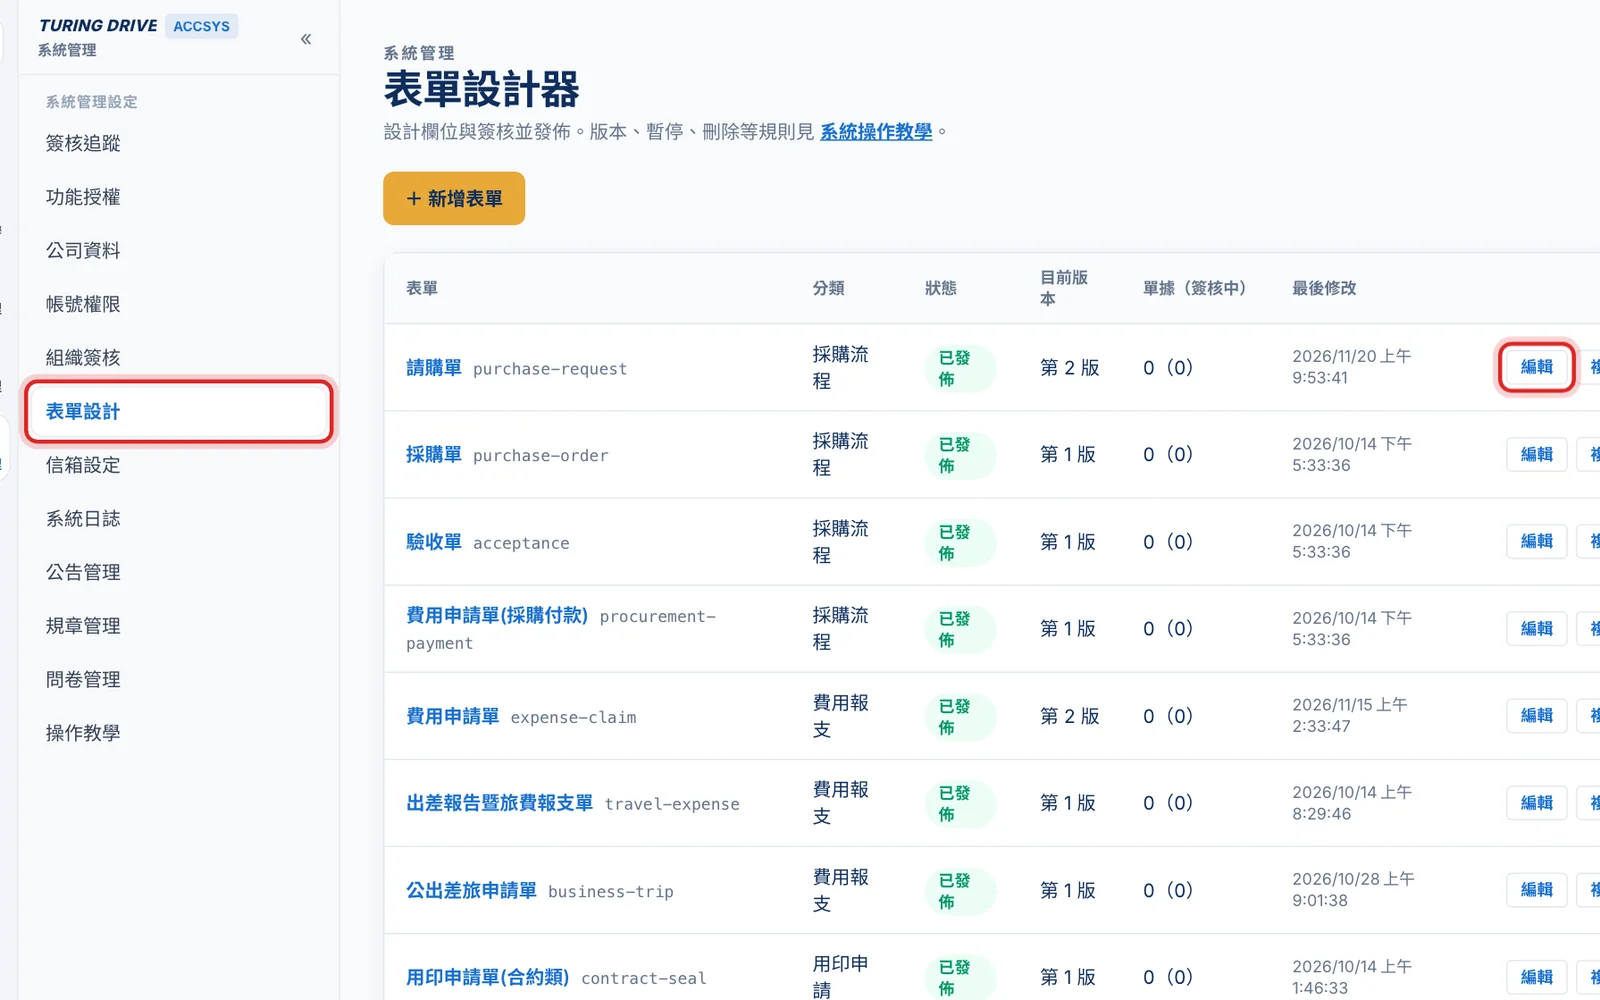 TURING DRIVE ACCSYS
系統管理
«
系統管理設定
簽核追蹤
功能授權
公司資料
帳號權限
組織簽核
表單設計
信箱設定
系統日誌
公告管理
規章管理
問卷管理
操作教學
系統管理
表單設計器
設計欄位與簽核並發佈。版本、暫停、刪除等規則見 系統操作教學。
+ 新增表單
表單 分類 狀態 目前版本 單據（簽核中） 最後修改
請購單 purchase-request 採購流程 已發佈 第 2 版 0（0） 2026/11/20 上午 9:53:41 編輯
採購單 purchase-order 採購流程 已發佈 第 1 版 0（0） 2026/10/14 下午 5:33:36 編輯
驗收單 acceptance 採購流程 已發佈 第 1 版 0（0） 2026/10/14 下午 5:33:36 編輯
費用申請單(採購付款) procurement-payment 採購流程 已發佈 第 1 版 0（0） 2026/10/14 下午 5:33:36 編輯
費用申請單 expense-claim 費用報支 已發佈 第 2 版 0（0） 2026/11/15 上午 2:33:47 編輯
出差報告暨旅費報支單 travel-expense 費用報支 已發佈 第 1 版 0（0） 2026/10/14 上午 8:29:46 編輯
公出差旅申請單 business-trip 費用報支 已發佈 第 1 版 0（0） 2026/10/28 上午 9:01:38 編輯
用印申請單(合約類) contract-seal 用印申請 已發佈 第 1 版 0（0） 2026/10/14 上午 1:46:33 編輯